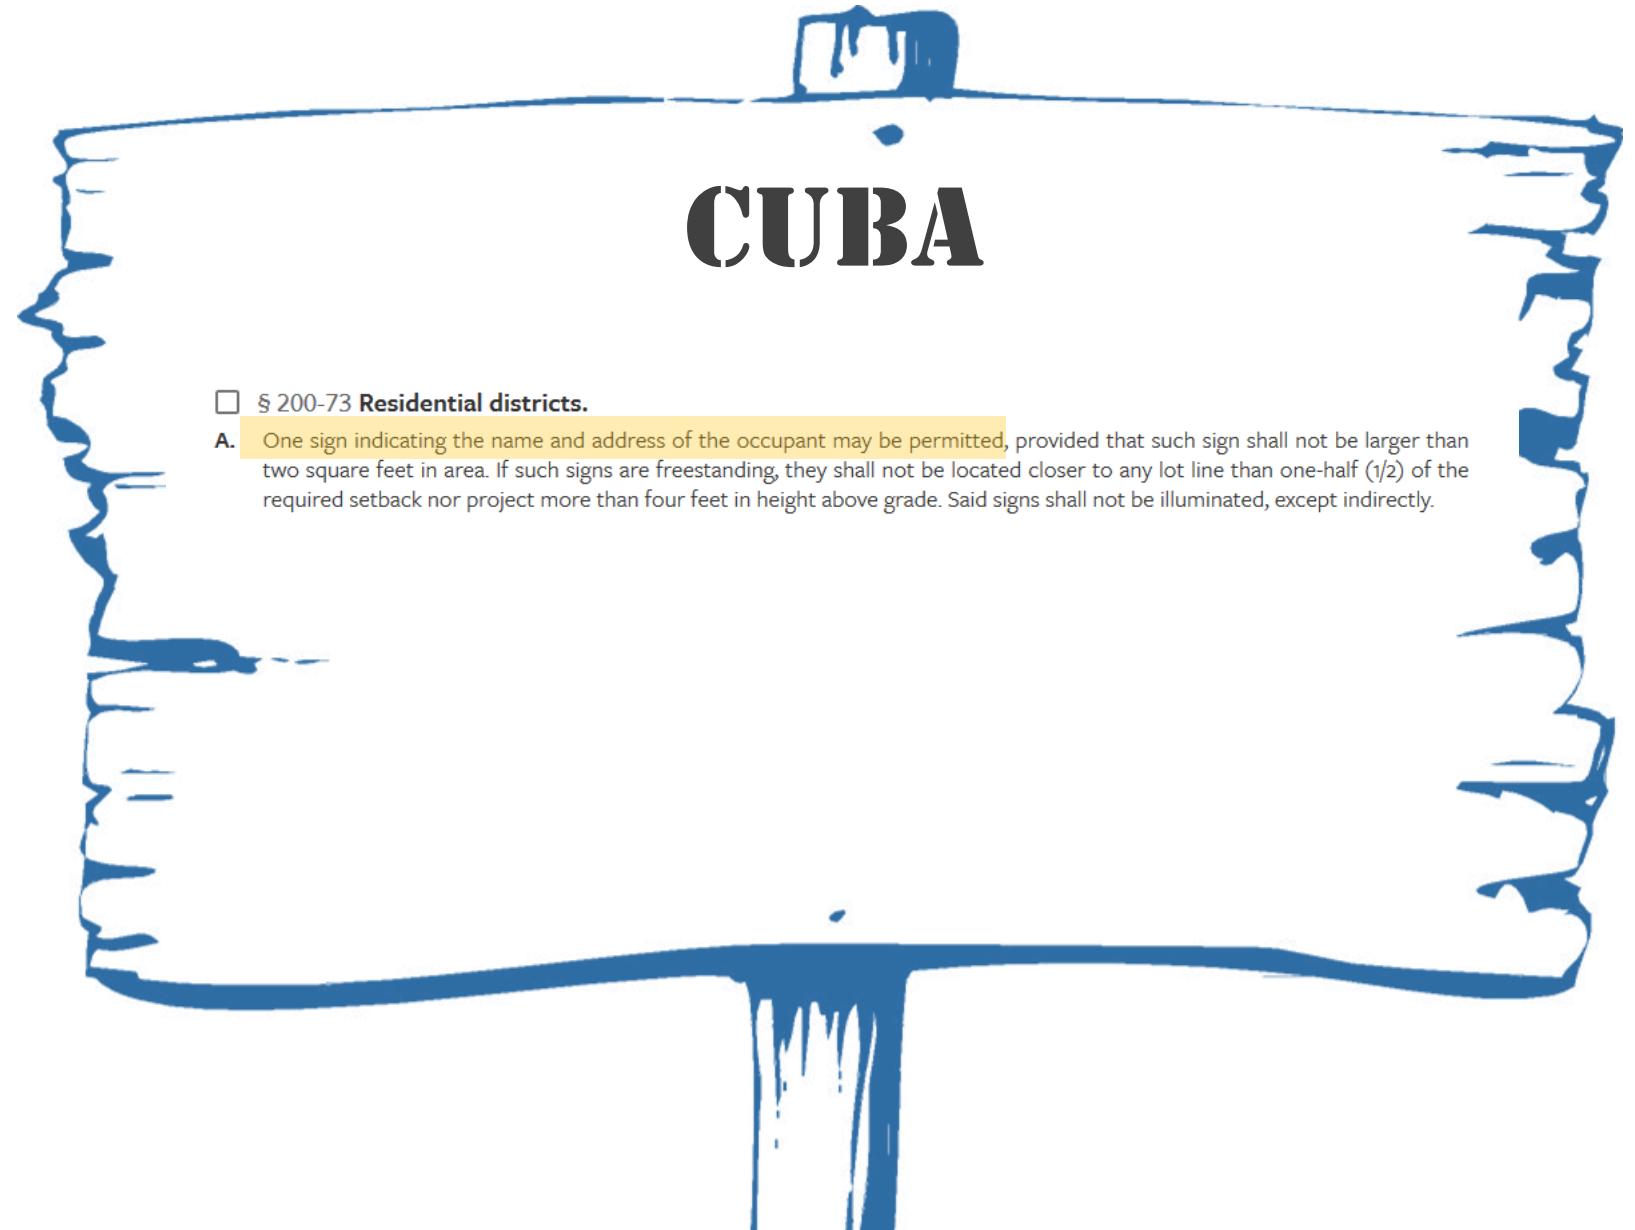 CUBA
§ 200-73 Residential districts.
A. One sign indicating the name and address of the occupant may be permitted, provided that such sign shall not be larger than
two square feet in area. If such signs are freestanding, they shall not be located closer to any lot line than one-half (1/2) of the
required setback nor project more than four feet in height above grade. Said signs shall not be illuminated, except indirectly.